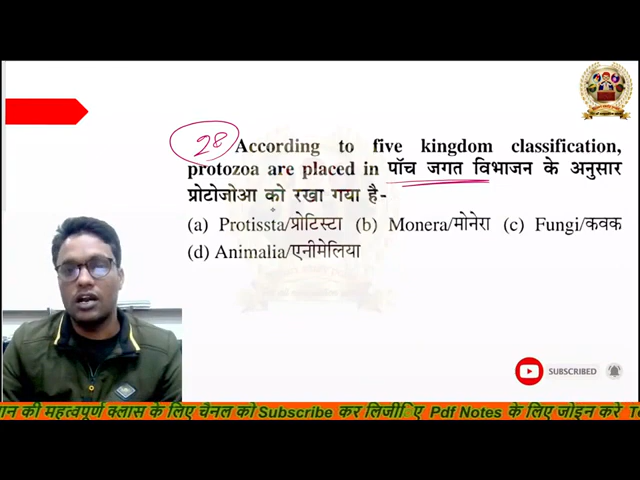 28
According to five kingdom classification,
protozoa are placed in पाँच जगत विभाजन के अनुसार
प्रोटोजोआ को रखा गया है-
(a) Protissta/प्रोटिस्टा (b) Monera/मोनेरा (c) Fungi/कवक
(d) Animalia/एनीमेलिया
SUBSCRIBED
ान की महत्वपूर्ण क्लास के लिए चैनल को Subscribe कर लिजीिए Pdf Notes के लिए जोइन करे